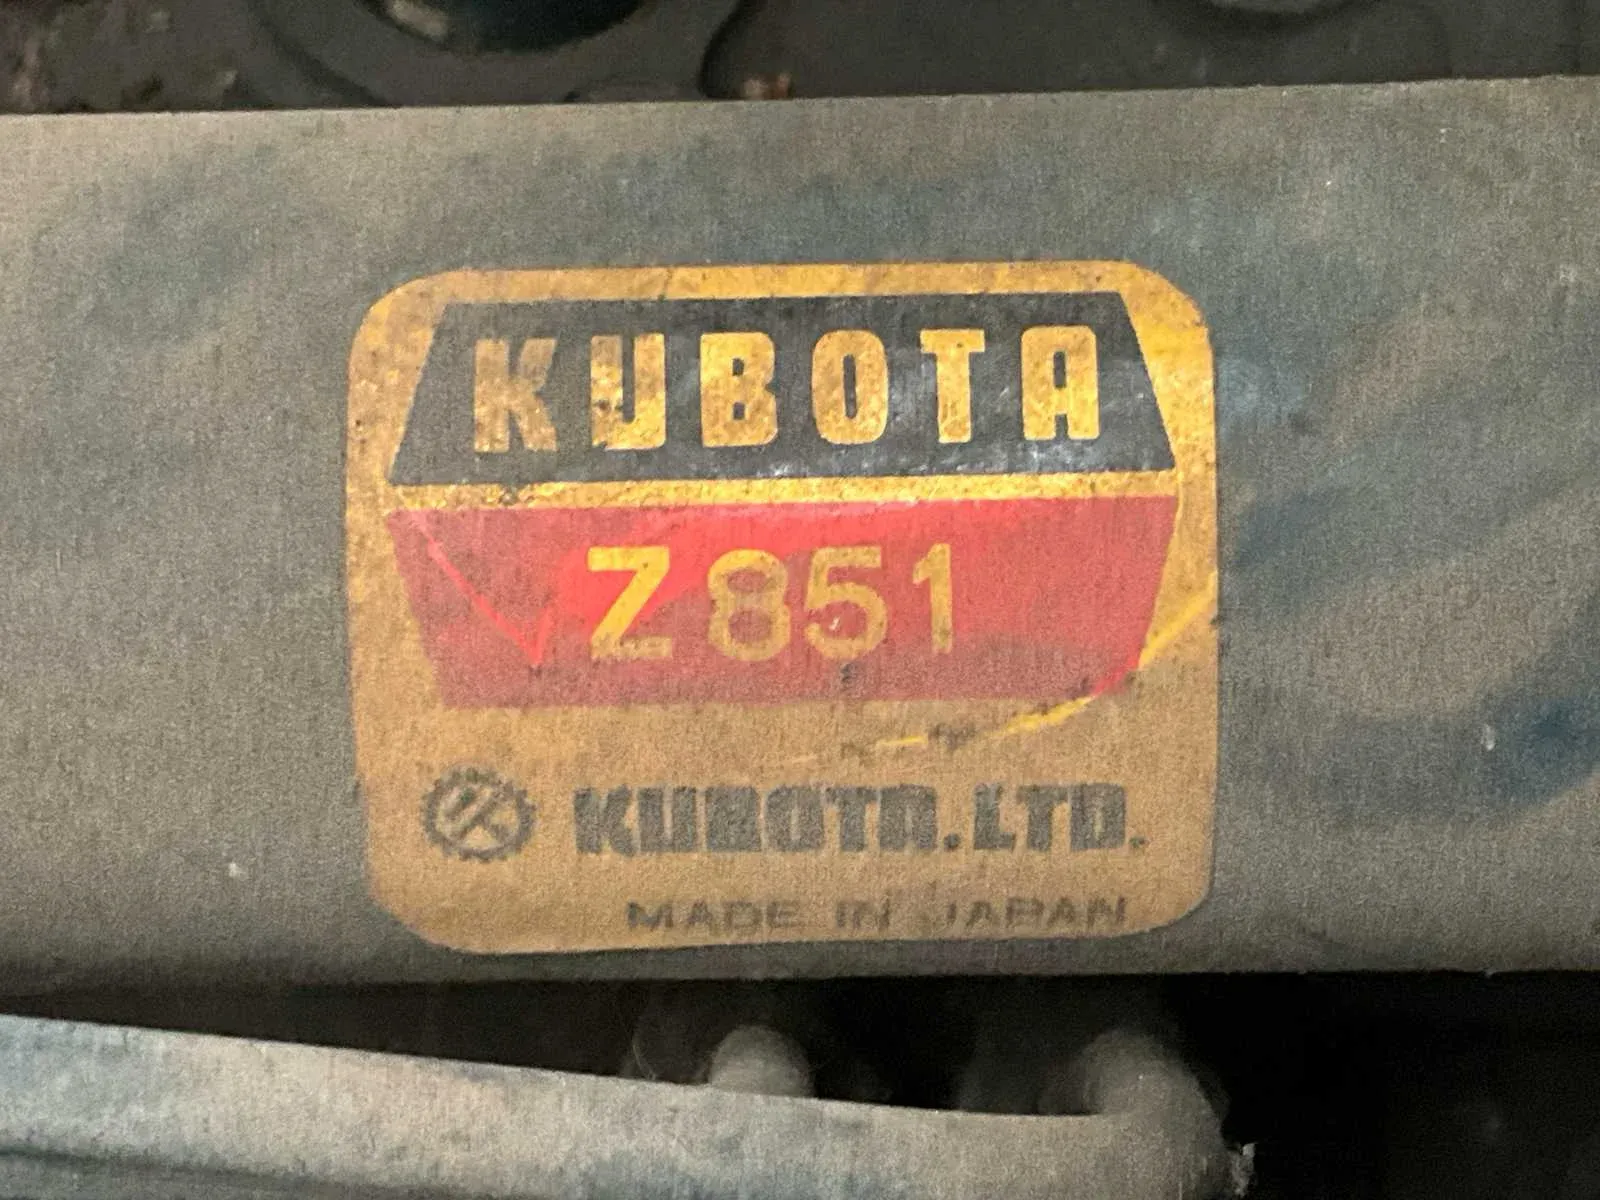 KUBOTA
Z851
KUBOTA.LTD.
MADE IN JAPAN